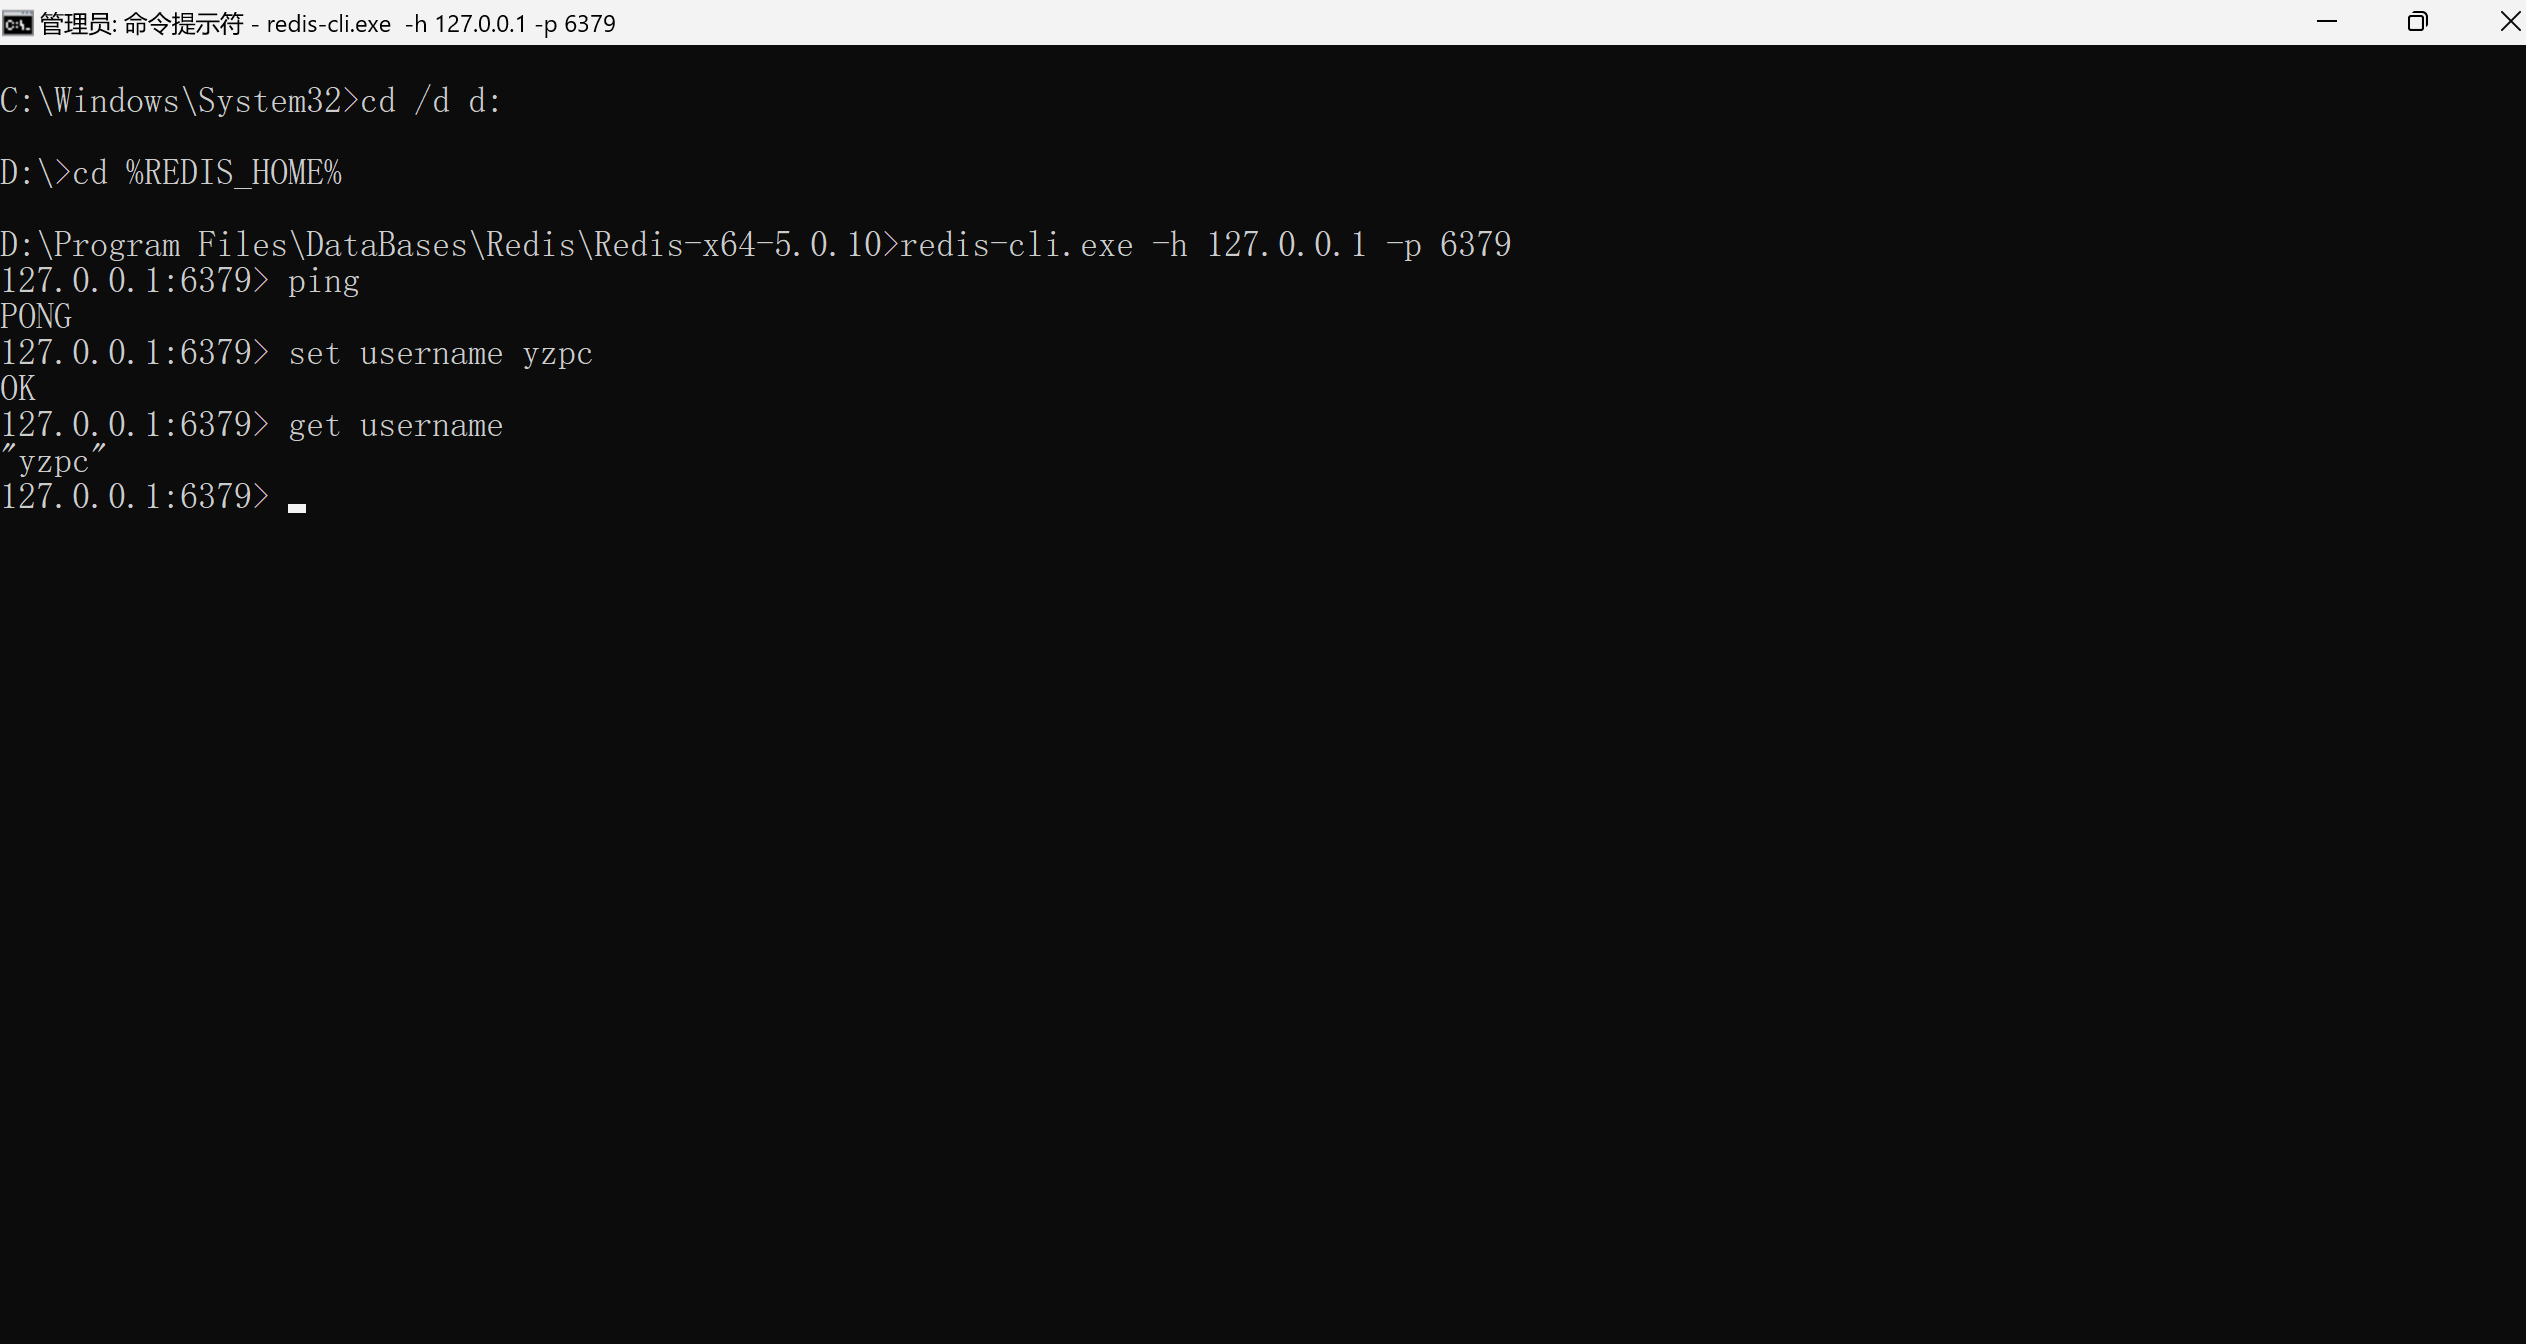 管理员: 命令提示符 - redis-cli.exe  -h 127.0.0.1 -p 6379
C:\Windows\System32>cd /d d:
D:\>cd %REDIS_HOME%
D:\Program Files\DataBases\Redis\Redis-x64-5.0.10>redis-cli.exe -h 127.0.0.1 -p 6379
127.0.0.1:6379> ping
PONG
127.0.0.1:6379> set username yzpc
OK
127.0.0.1:6379> get username
"yzpc"
127.0.0.1:6379>